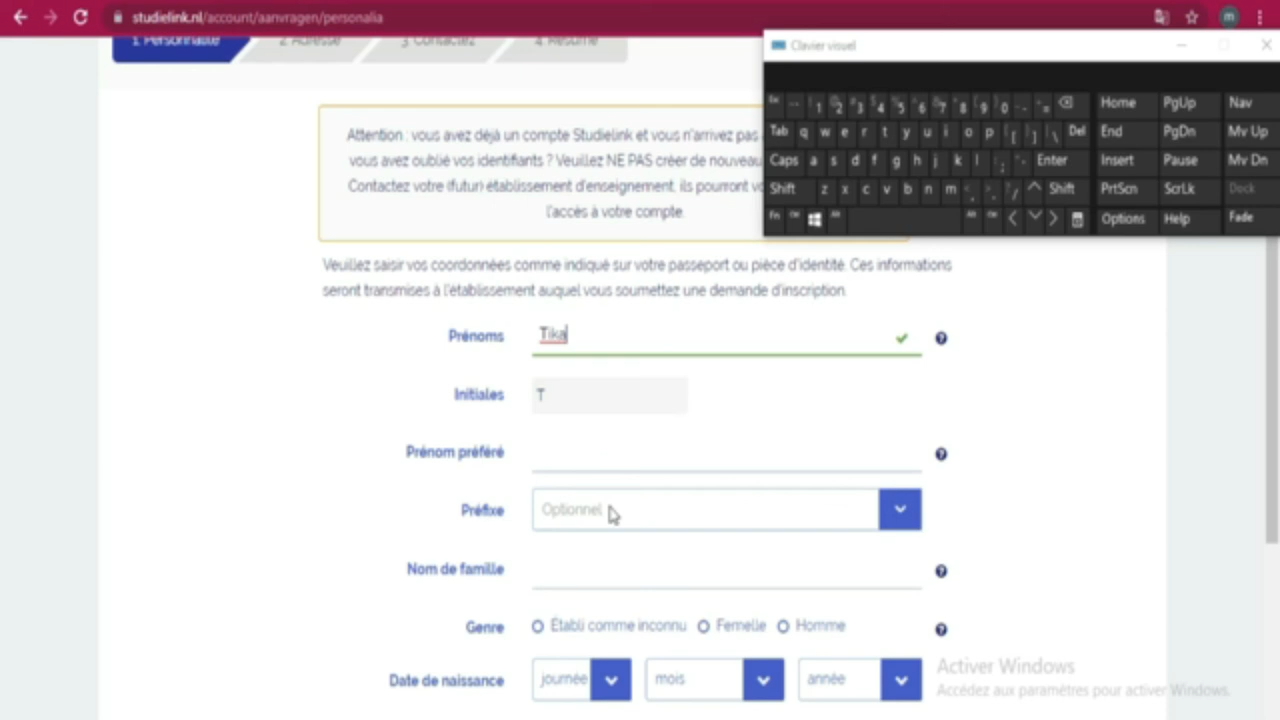 studielink.nl/account/aanvragen/personalia
m
1. Personnalité
2. Adresse
3. Contactez
4. Résumé
Clavier visuel
Home PgUp Nav
Tab q w e r t y u i o p [ ] \ Del End PgDn Mv Up
Caps a s d f g h j k l ; ' Enter Insert Pause Mv Dn
Shift z x c v b n m , . / Shift PrtScn ScrLk Dock
Fn Options Help Fade
Attention : vous avez déjà un compte Studielink et vous n'arrivez pas
vous avez oublié vos identifiants ? Veuillez NE PAS créer de nouveau
Contactez votre (futur) établissement d'enseignement, ils pourront vo
l'accès à votre compte.
Veuillez saisir vos coordonnées comme indiqué sur votre passeport ou pièce d'identité. Ces informations
seront transmises à l'établissement auquel vous soumettez une demande d'inscription.
Prénoms Tika
Initiales T
Prénom préféré
Préfixe Optionnel
Nom de famille
Genre Établi comme inconnu Femelle Homme
Date de naissance journée mois année
Activer Windows
Accédez aux paramètres pour activer Windows.